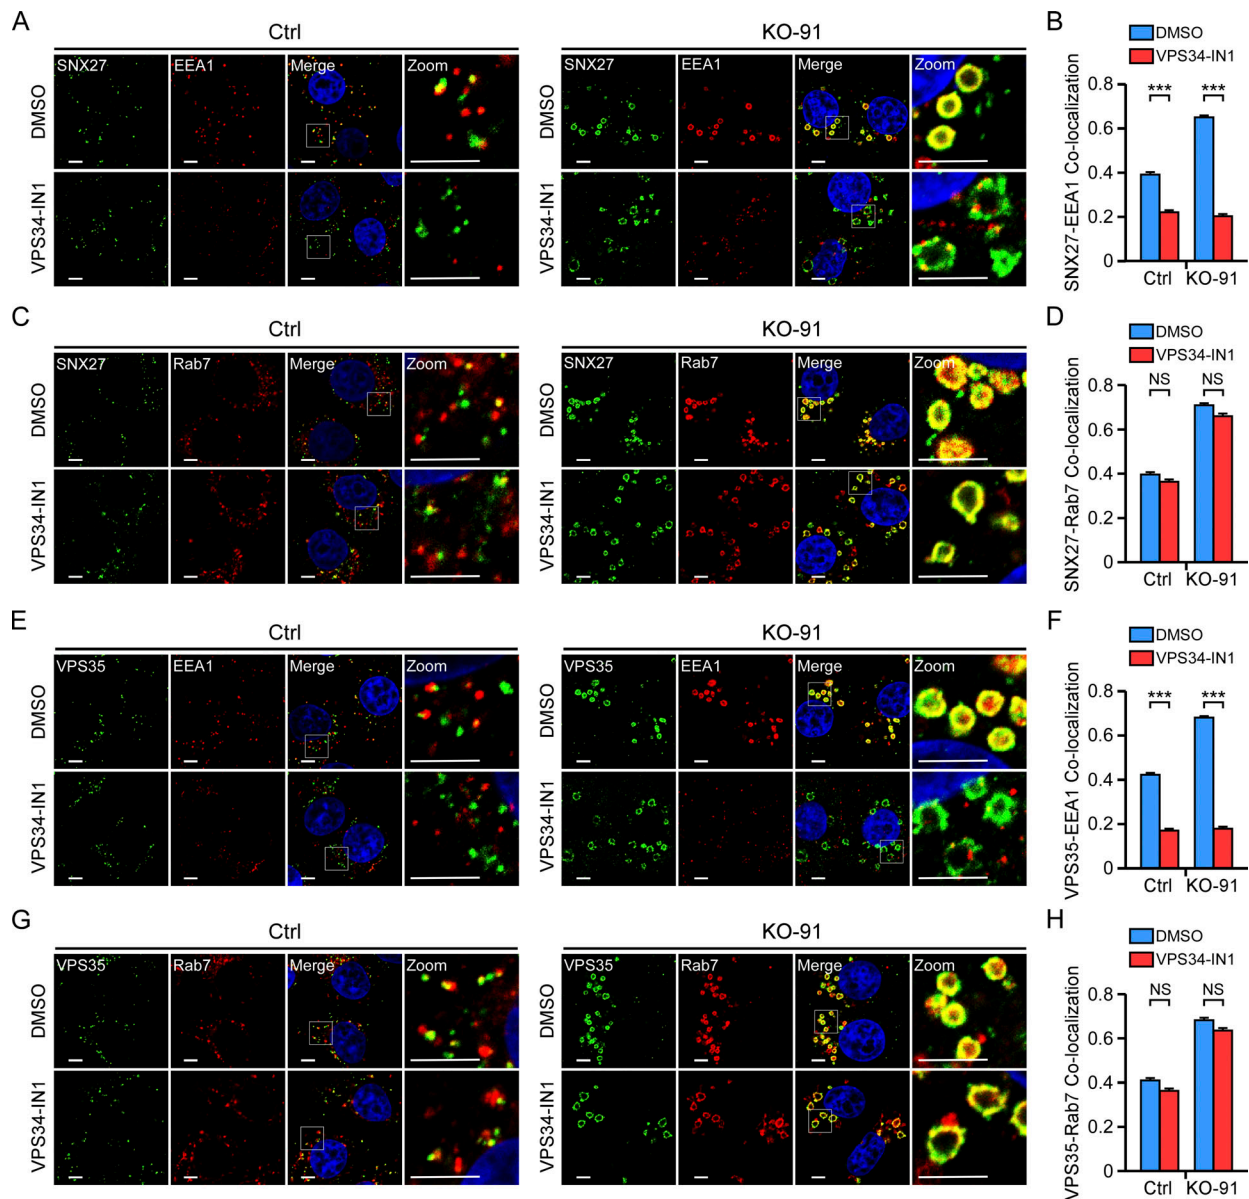 A
Ctrl
KO-91
SNX27 EEA1 Merge Zoom
SNX27 EEA1 Merge Zoom
DMSO
VPS34-IN1
DMSO
VPS34-IN1
B
DMSO
VPS34-IN1
SNX27-EEA1 Co-localization
0.8
0.6
0.4
0.2
0
*** ***
Ctrl KO-91
C
Ctrl
KO-91
SNX27 Rab7 Merge Zoom
SNX27 Rab7 Merge Zoom
DMSO
VPS34-IN1
DMSO
VPS34-IN1
D
DMSO
VPS34-IN1
SNX27-Rab7 Co-localization
0.8
0.6
0.4
0.2
0
NS NS
Ctrl KO-91
E
Ctrl
KO-91
VPS35 EEA1 Merge Zoom
VPS35 EEA1 Merge Zoom
DMSO
VPS34-IN1
DMSO
VPS34-IN1
F
DMSO
VPS34-IN1
VPS35-EEA1 Co-localization
0.8
0.6
0.4
0.2
0
*** ***
Ctrl KO-91
G
Ctrl
KO-91
VPS35 Rab7 Merge Zoom
VPS35 Rab7 Merge Zoom
DMSO
VPS34-IN1
DMSO
VPS34-IN1
H
DMSO
VPS34-IN1
VPS35-Rab7 Co-localization
0.8
0.6
0.4
0.2
0
NS NS
Ctrl KO-91